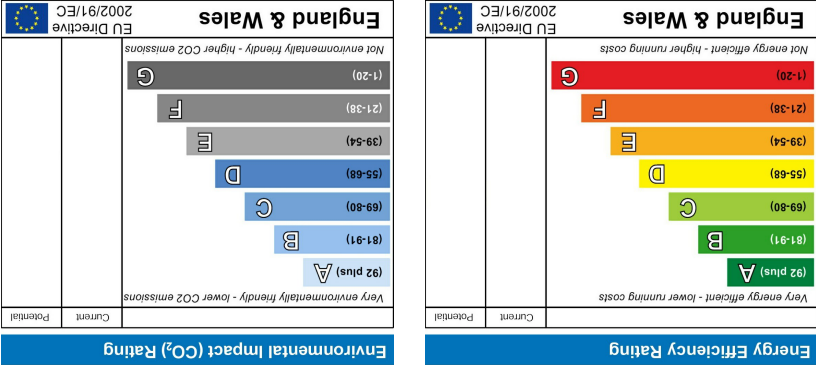 Energy Efficiency Rating
Current Potential
Very energy efficient - lower running costs
(92 plus) A
(81-91) B
(69-80) C
(55-68) D
(39-54) E
(21-38) F
(1-20) G
Not energy efficient - higher running costs
England & Wales
EU Directive
2002/91/EC
Environmental Impact (CO₂) Rating
Current Potential
Very environmentally friendly - lower CO2 emissions
(92 plus) A
(81-91) B
(69-80) C
(55-68) D
(39-54) E
(21-38) F
(1-20) G
Not environmentally friendly - higher CO2 emissions
England & Wales
EU Directive
2002/91/EC